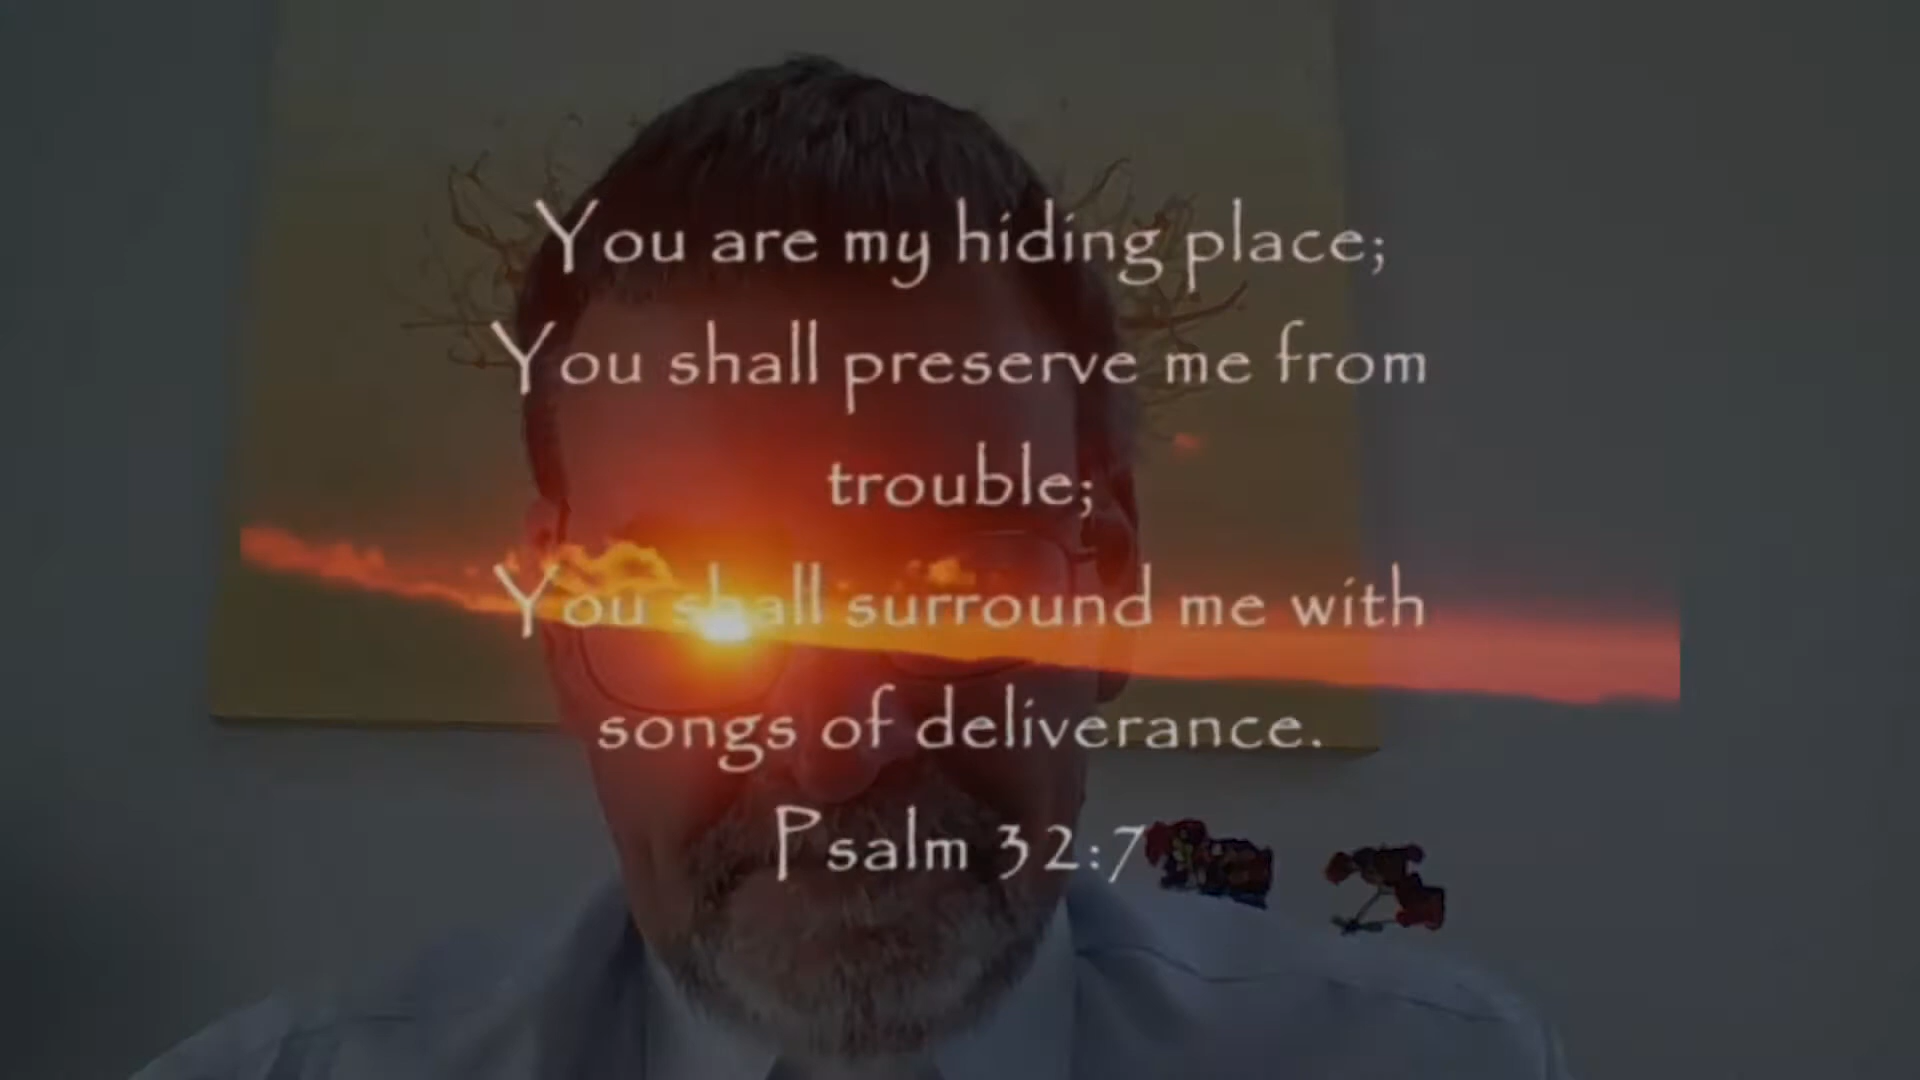 You are my hiding place;
You shall preserve me from
trouble;
You shall surround me with
songs of deliverance.
Psalm 32:7